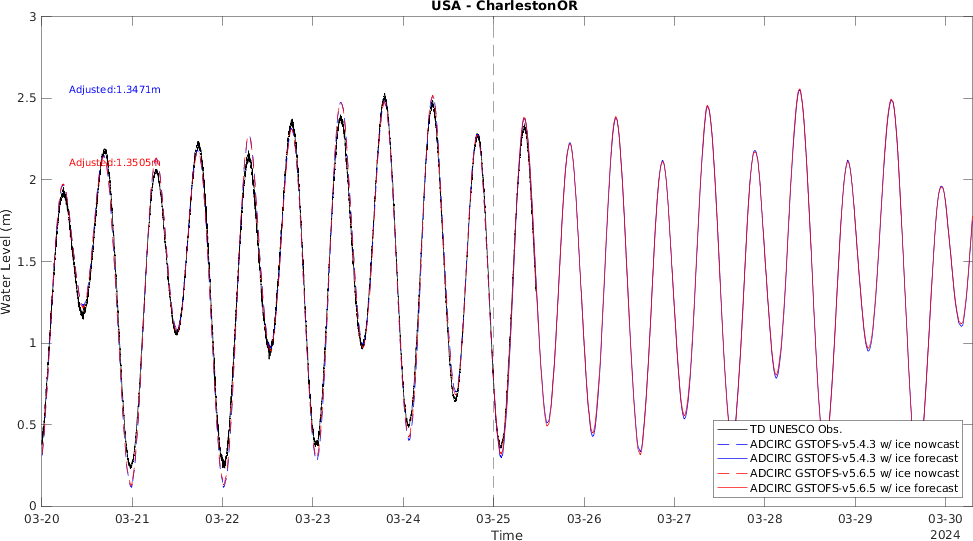 USA - CharlestonOR
3
2.5
2
1.5
1
0.5
0
Water Level (m)
Adjusted:1.3471m
Adjusted:1.3505m
TD UNESCO Obs.
ADCIRC GSTOFS-v5.4.3 w/ ice nowcast
ADCIRC GSTOFS-v5.4.3 w/ ice forecast
ADCIRC GSTOFS-v5.6.5 w/ ice nowcast
ADCIRC GSTOFS-v5.6.5 w/ ice forecast
03-20 03-21 03-22 03-23 03-24 03-25 03-26 03-27 03-28 03-29 03-30
Time
2024